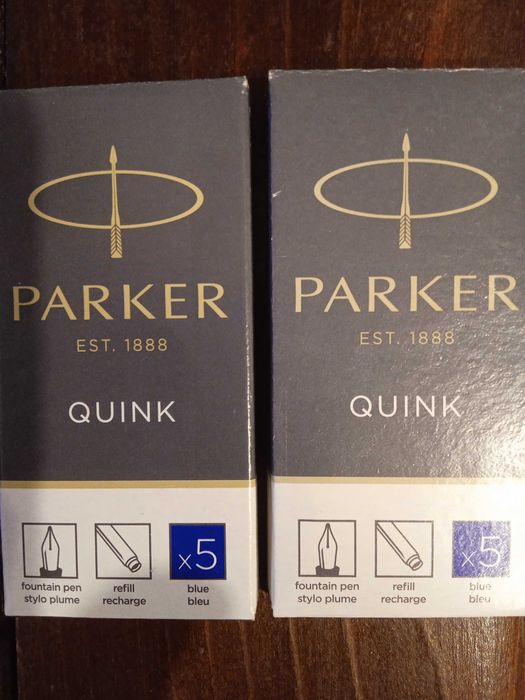 PARKER
EST. 1888
QUINK
fountain pen
stylo plume
refill
recharge
x5
blue
bleu
PARKER
EST. 1888
QUINK
fountain pen
stylo plume
refill
recharge
x5
blue
bleu